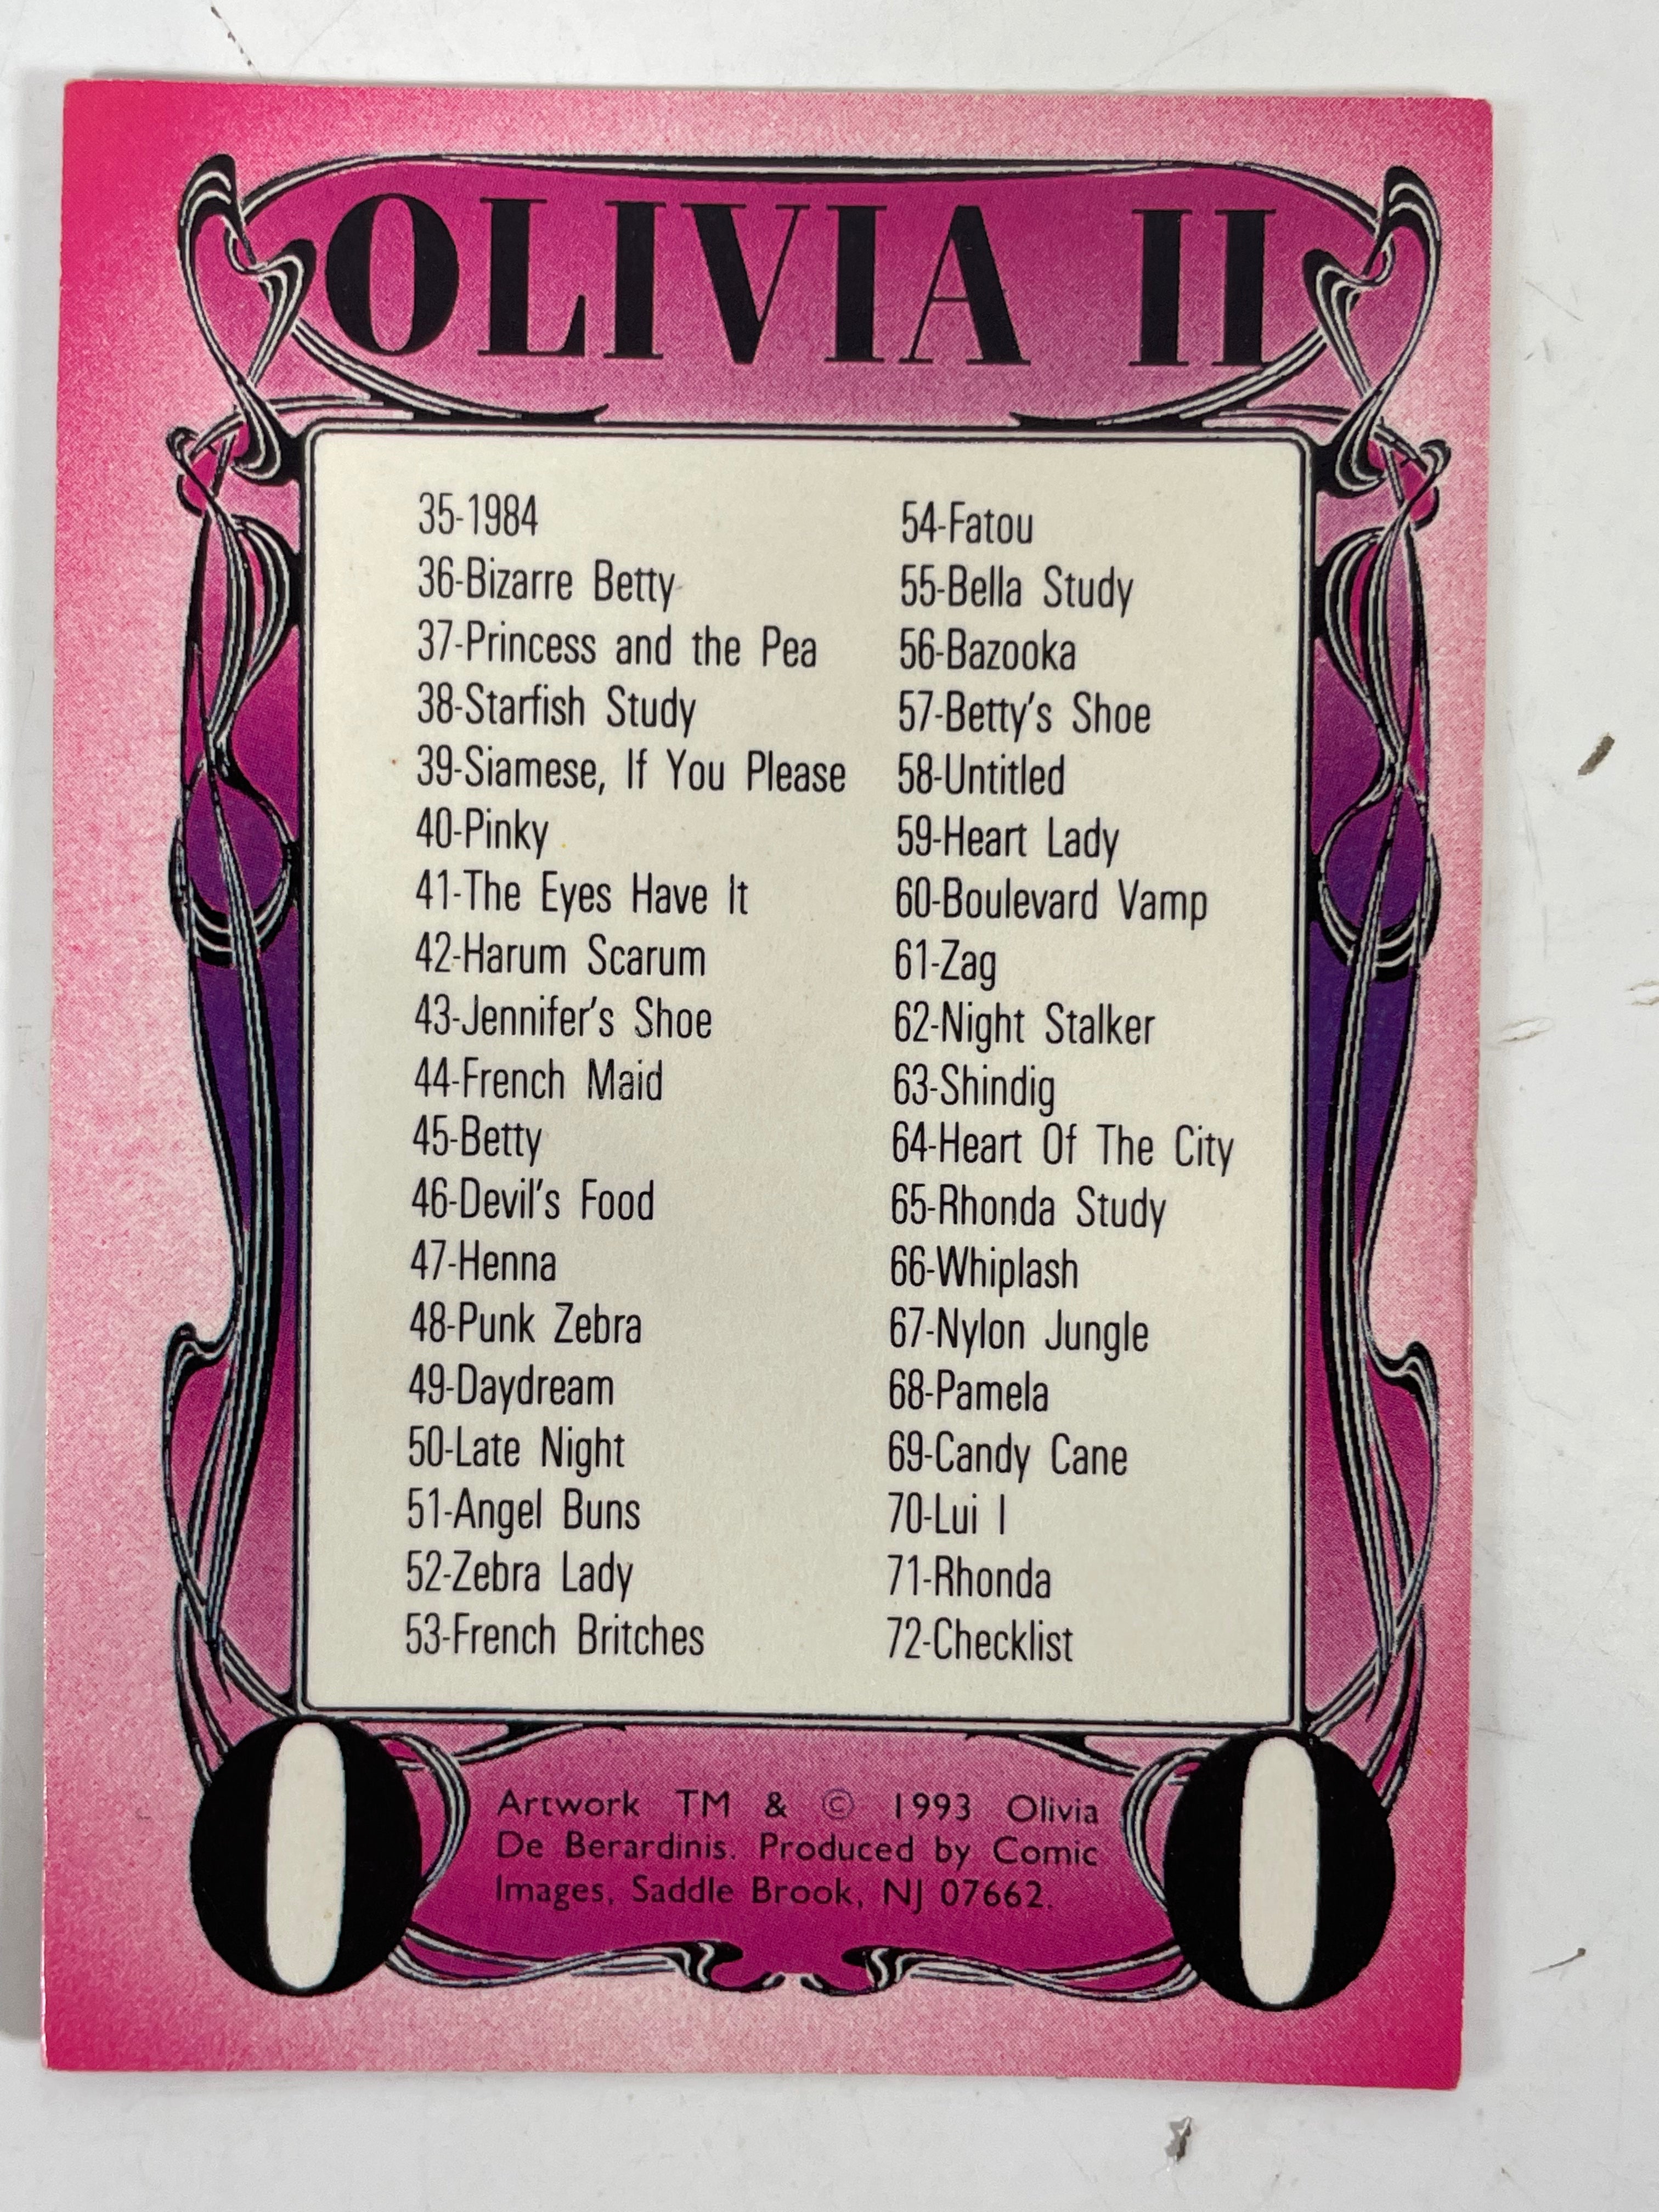 OLIVIA II
35-1984
36-Bizarre Betty
37-Princess and the Pea
38-Starfish Study
39-Siamese, If You Please
40-Pinky
41-The Eyes Have It
42-Harum Scarum
43-Jennifer's Shoe
44-French Maid
45-Betty
46-Devil's Food
47-Henna
48-Punk Zebra
49-Daydream
50-Late Night
51-Angel Buns
52-Zebra Lady
53-French Britches
54-Fatou
55-Bella Study
56-Bazooka
57-Betty's Shoe
58-Untitled
59-Heart Lady
60-Boulevard Vamp
61-Zag
62-Night Stalker
63-Shindig
64-Heart Of The City
65-Rhonda Study
66-Whiplash
67-Nylon Jungle
68-Pamela
69-Candy Cane
70-Lui I
71-Rhonda
72-Checklist
Artwork TM & © 1993 Olivia
De Berardinis. Produced by Comic
Images, Saddle Brook, NJ 07662.